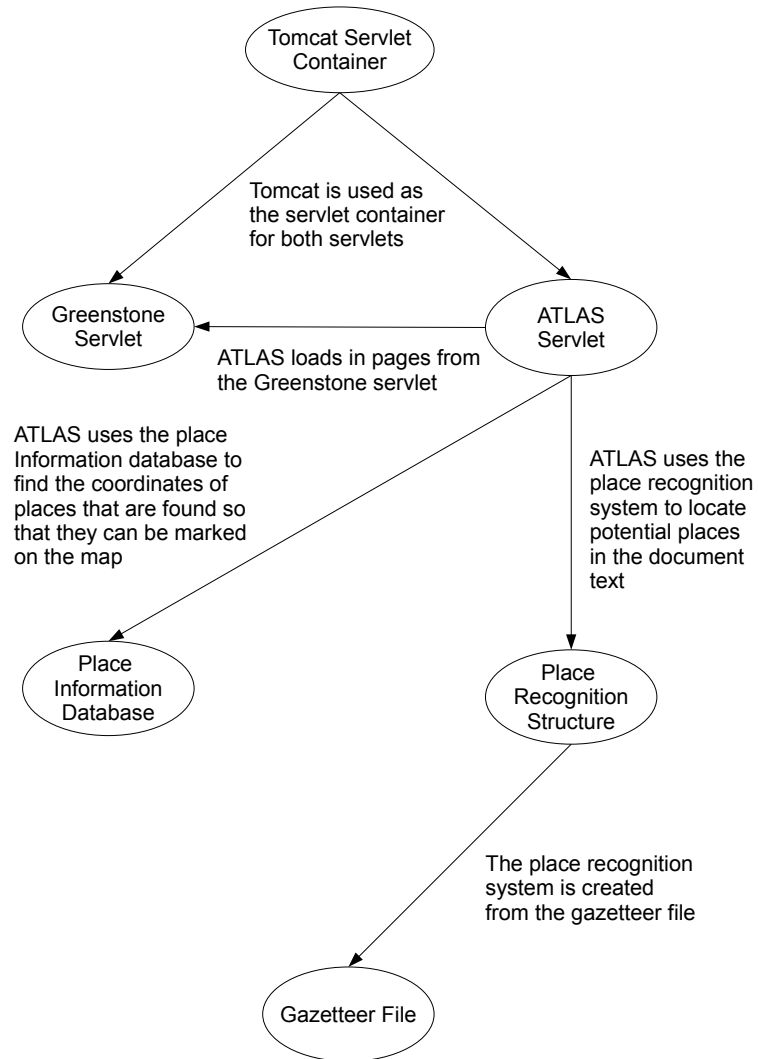 Tomcat Servlet
Container
Tomcat is used as
the servlet container
for both servlets
Greenstone
Servlet
ATLAS
Servlet
ATLAS loads in pages from
the Greenstone servlet
ATLAS uses the place
Information database to
find the coordinates of
places that are found so
that they can be marked
on the map
ATLAS uses the
place recognition
system to locate
potential places
in the document
text
Place
Information
Database
Place
Recognition
Structure
The place recognition
system is created
from the gazetteer file
Gazetteer File